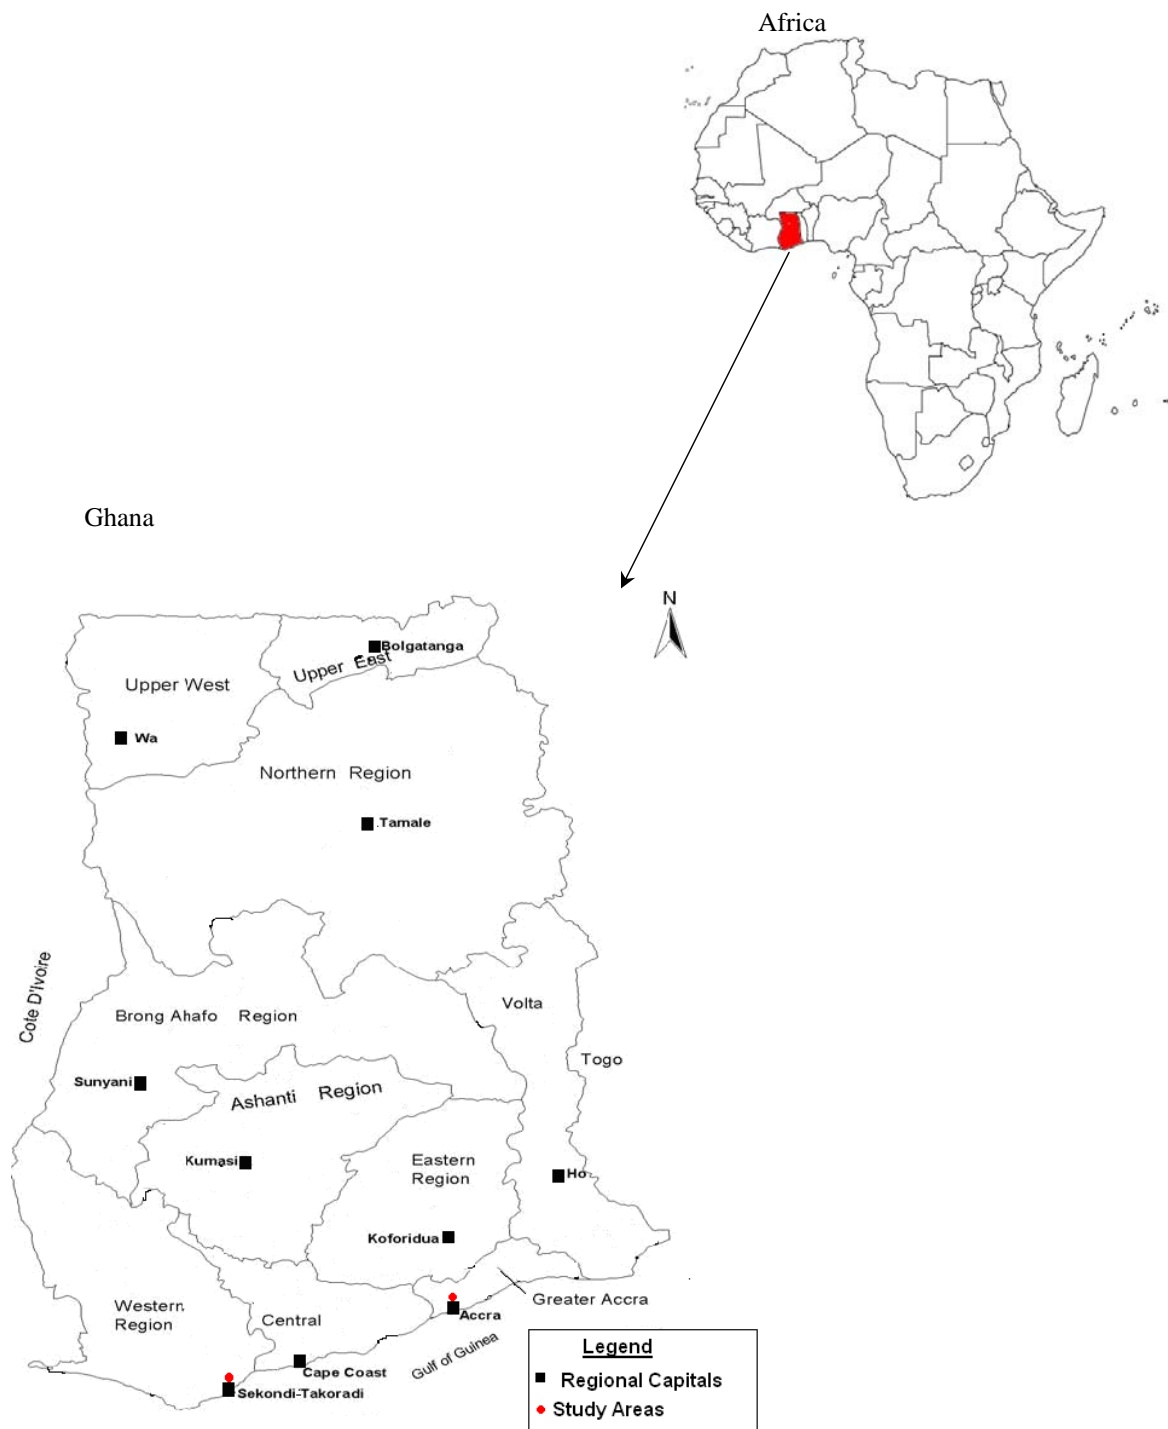 Africa
Ghana
N
Bolgatanga
Upper East
Upper West
Wa
Northern Region
.Tamale
Cote D'Ivoire
Volta
Brong Ahafo Region
Togo
Sunyani
Ashanti Region
Kumasi
Eastern
Region
Ho
Koforidua
Greater Accra
Western
Region
Central
Accra
Gulf of Guinea
Cape Coast
Sekondi-Takoradi
Legend
Regional Capitals
Study Areas